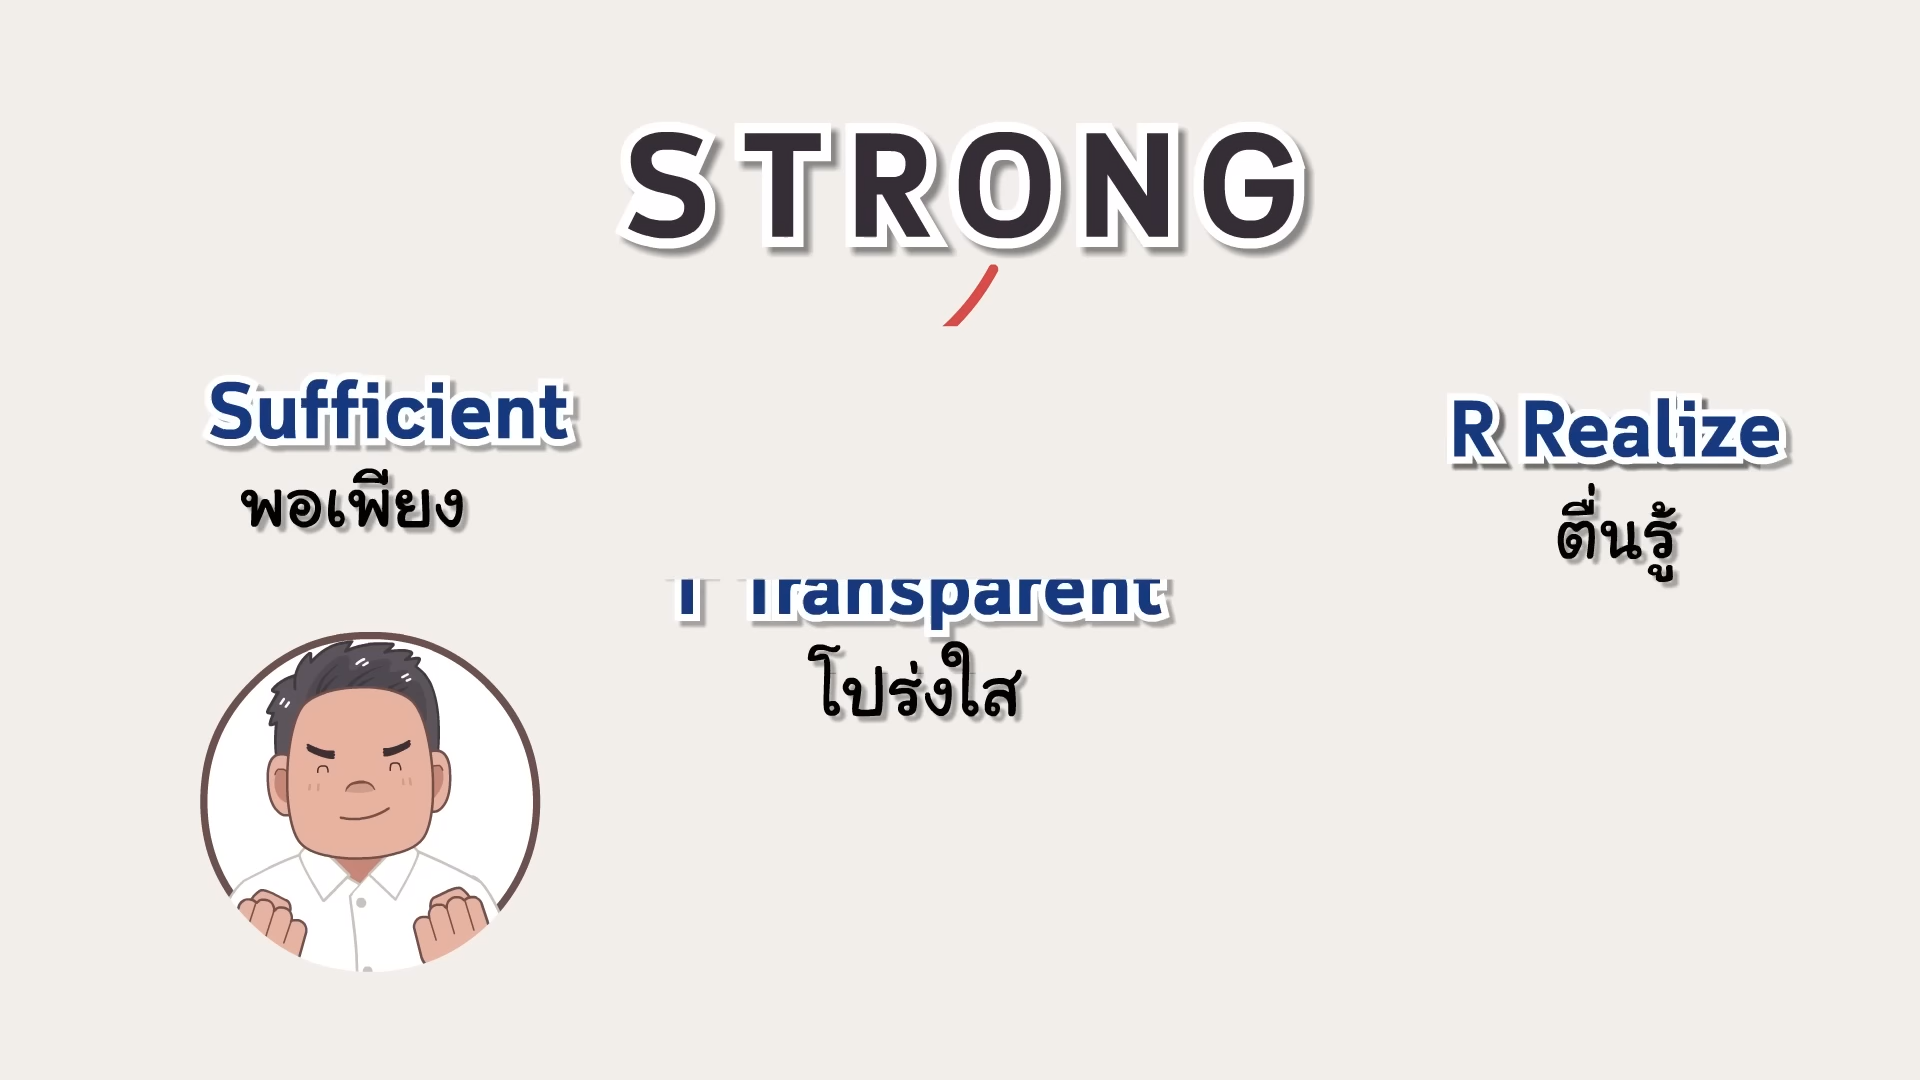 STRONG
Sufficient
พอเพียง
T Transparent
โปร่งใส
R Realize
ตื่นรู้